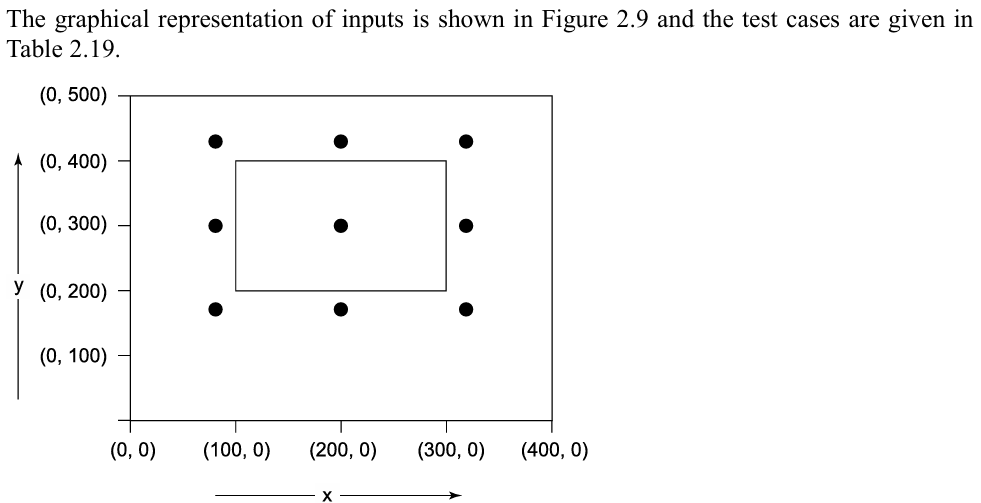 The graphical representation of inputs is shown in Figure 2.9 and the test cases are given in
Table 2.19.
(0, 500)
(0, 400)
(0, 300)
y (0, 200)
(0, 100)
(0, 0) (100, 0) (200, 0) (300, 0) (400, 0)
x